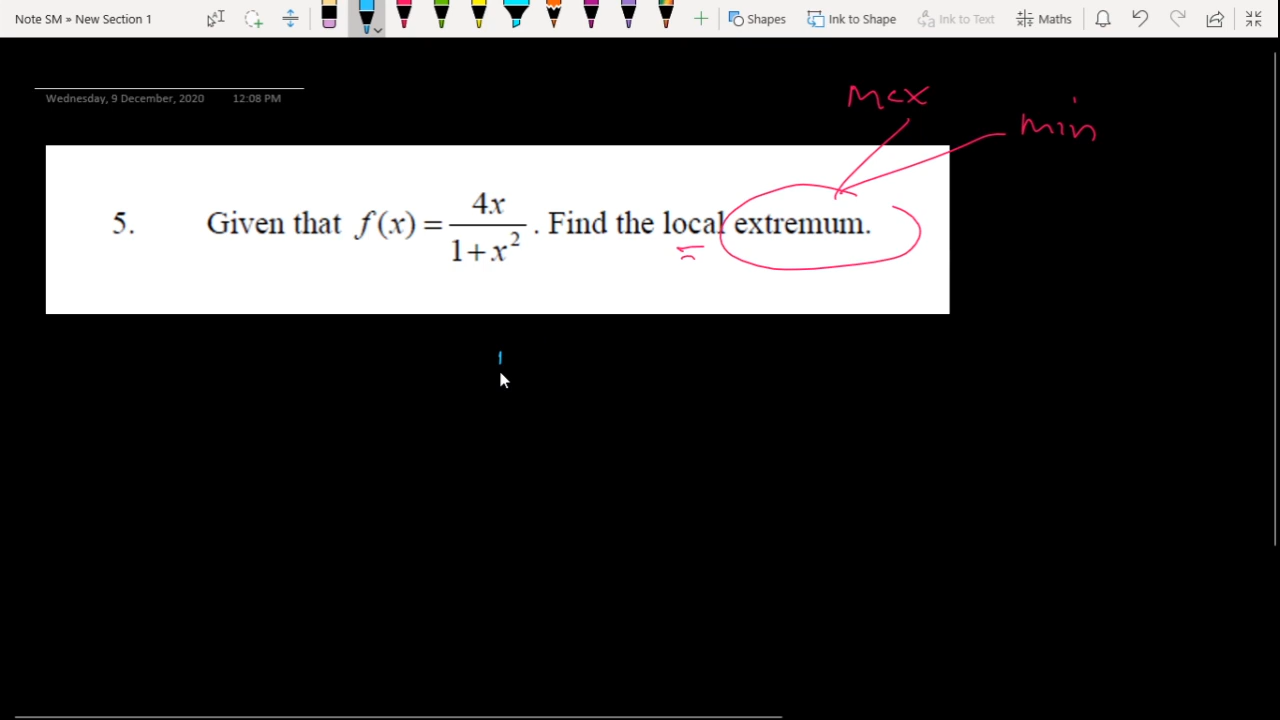 Note SM » New Section 1
Shapes
Ink to Shape
Ink to Text
Maths
Wednesday, 9 December, 2020 12:08 PM
Max
min
5. Given that f(x) = 4x / 1+x² . Find the local extremum.